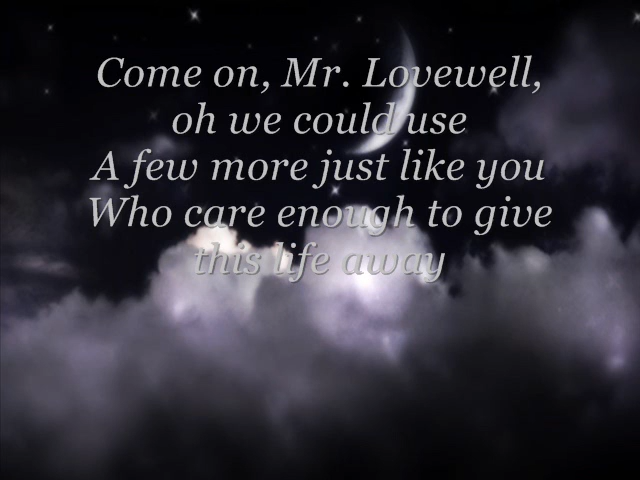 Come on, Mr. Lovewell,
oh we could use
A few more just like you
Who care enough to give
this life away